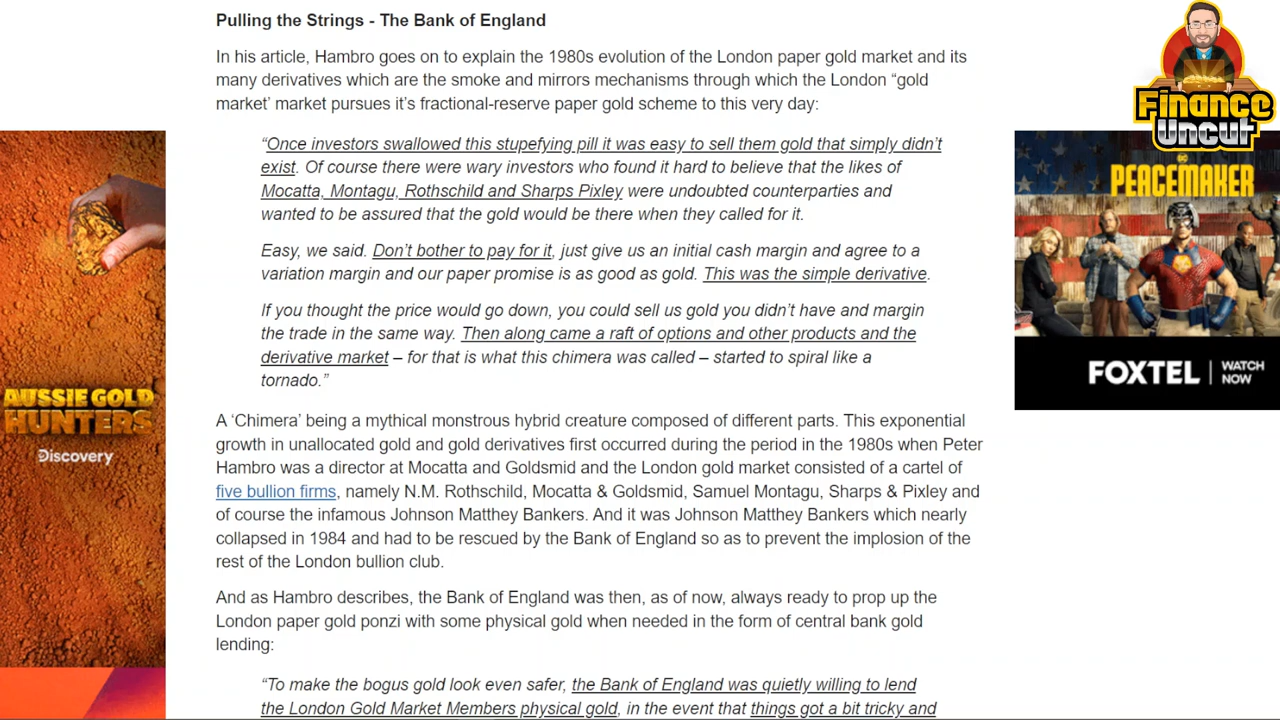 Pulling the Strings - The Bank of England
In his article, Hambro goes on to explain the 1980s evolution of the London paper gold market and its
many derivatives which are the smoke and mirrors mechanisms through which the London “gold
market’ market pursues it’s fractional-reserve paper gold scheme to this very day:
“Once investors swallowed this stupefying pill it was easy to sell them gold that simply didn’t
exist. Of course there were wary investors who found it hard to believe that the likes of
Mocatta, Montagu, Rothschild and Sharps Pixley were undoubted counterparties and
wanted to be assured that the gold would be there when they called for it.
Easy, we said. Don’t bother to pay for it, just give us an initial cash margin and agree to a
variation margin and our paper promise is as good as gold. This was the simple derivative.
If you thought the price would go down, you could sell us gold you didn’t have and margin
the trade in the same way. Then along came a raft of options and other products and the
derivative market – for that is what this chimera was called – started to spiral like a
tornado.”
A ‘Chimera’ being a mythical monstrous hybrid creature composed of different parts. This exponential
growth in unallocated gold and gold derivatives first occurred during the period in the 1980s when Peter
Hambro was a director at Mocatta and Goldsmid and the London gold market consisted of a cartel of
five bullion firms, namely N.M. Rothschild, Mocatta & Goldsmid, Samuel Montagu, Sharps & Pixley and
of course the infamous Johnson Matthey Bankers. And it was Johnson Matthey Bankers which nearly
collapsed in 1984 and had to be rescued by the Bank of England so as to prevent the implosion of the
rest of the London bullion club.
And as Hambro describes, the Bank of England was then, as of now, always ready to prop up the
London paper gold ponzi with some physical gold when needed in the form of central bank gold
lending:
“To make the bogus gold look even safer, the Bank of England was quietly willing to lend
the London Gold Market Members physical gold, in the event that things got a bit tricky and
AUSSIE GOLD
HUNTERS
Discovery
Finance
Uncut
DC
PEACEMAKER
FOXTEL
WATCH
NOW